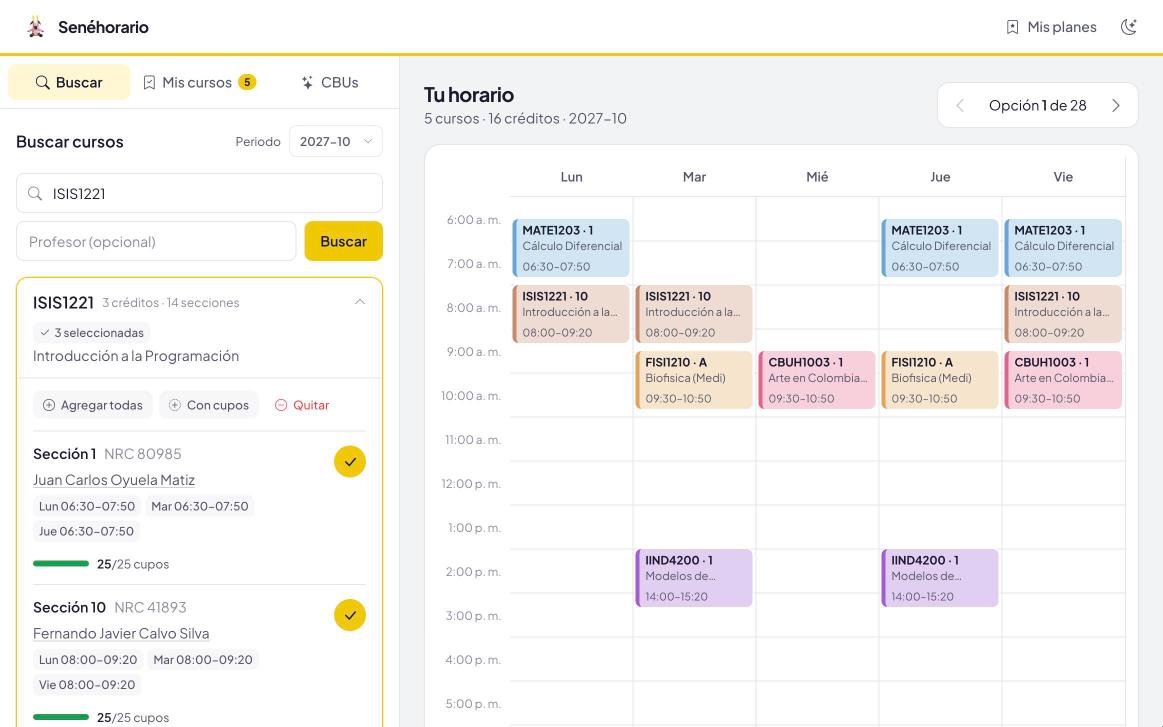 Senéhorario
Mis planes
Buscar
Mis cursos 5
CBUs
Buscar cursos
Periodo
2027-10
ISIS1221
Profesor (opcional)
Buscar
ISIS1221 3 créditos · 14 secciones
3 seleccionadas
Introducción a la Programación
Agregar todas
Con cupos
Quitar
Sección 1 NRC 80985
Juan Carlos Oyuela Matiz
Lun 06:30–07:50 Mar 06:30–07:50
Jue 06:30–07:50
25/25 cupos
Sección 10 NRC 41893
Fernando Javier Calvo Silva
Lun 08:00–09:20 Mar 08:00–09:20
Vie 08:00–09:20
25/25 cupos
Tu horario
5 cursos · 16 créditos · 2027-10
Opción 1 de 28
Lun Mar Mié Jue Vie
6:00 a. m.
7:00 a. m.
8:00 a. m.
9:00 a. m.
10:00 a. m.
11:00 a. m.
12:00 p. m.
1:00 p. m.
2:00 p. m.
3:00 p. m.
4:00 p. m.
5:00 p. m.
MATE1203 · 1
Cálculo Diferencial
06:30–07:50
ISIS1221 · 10
Introducción a la…
08:00–09:20
ISIS1221 · 10
Introducción a la…
08:00–09:20
FISI1210 · A
Biofisica (Medi)
09:30–10:50
IIND4200 · 1
Modelos de…
14:00–15:20
CBUH1003 · 1
Arte en Colombia…
09:30–10:50
MATE1203 · 1
Cálculo Diferencial
06:30–07:50
FISI1210 · A
Biofisica (Medi)
09:30–10:50
IIND4200 · 1
Modelos de…
14:00–15:20
MATE1203 · 1
Cálculo Diferencial
06:30–07:50
ISIS1221 · 10
Introducción a la…
08:00–09:20
CBUH1003 · 1
Arte en Colombia…
09:30–10:50